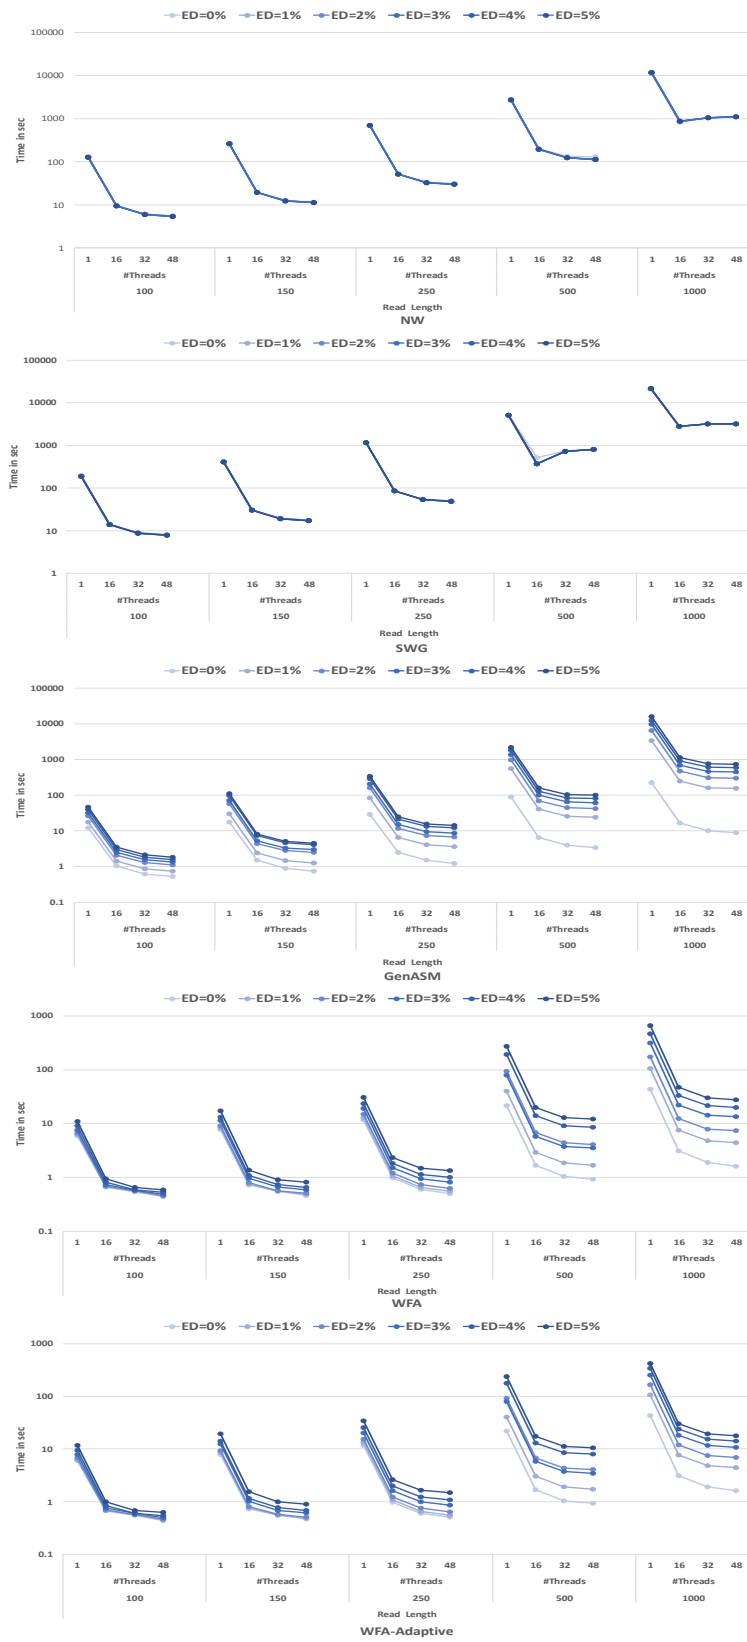 ED=0% ED=1% ED=2% ED=3% ED=4% ED=5%
100000
10000
1000
100
10
1
Time in sec
1 16 32 48 1 16 32 48 1 16 32 48 1 16 32 48 1 16 32 48
#Threads #Threads #Threads #Threads #Threads
100 150 250 500 1000
Read Length
NW
ED=0% ED=1% ED=2% ED=3% ED=4% ED=5%
100000
10000
1000
100
10
1
Time in sec
1 16 32 48 1 16 32 48 1 16 32 48 1 16 32 48 1 16 32 48
#Threads #Threads #Threads #Threads #Threads
100 150 250 500 1000
Read Length
SWG
ED=0% ED=1% ED=2% ED=3% ED=4% ED=5%
100000
10000
1000
100
10
1
0.1
Time in sec
1 16 32 48 1 16 32 48 1 16 32 48 1 16 32 48 1 16 32 48
#Threads #Threads #Threads #Threads #Threads
100 150 250 500 1000
Read Length
GenASM
ED=0% ED=1% ED=2% ED=3% ED=4% ED=5%
1000
100
10
1
0.1
Time in sec
1 16 32 48 1 16 32 48 1 16 32 48 1 16 32 48 1 16 32 48
#Threads #Threads #Threads #Threads #Threads
100 150 250 500 1000
Read Length
WFA
ED=0% ED=1% ED=2% ED=3% ED=4% ED=5%
1000
100
10
1
0.1
Time in sec
1 16 32 48 1 16 32 48 1 16 32 48 1 16 32 48 1 16 32 48
#Threads #Threads #Threads #Threads #Threads
100 150 250 500 1000
Read Length
WFA-Adaptive